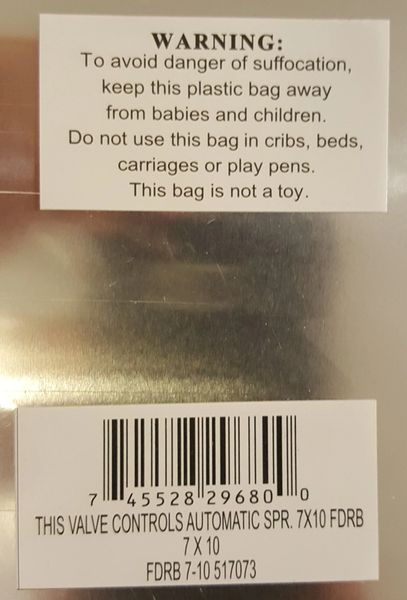 WARNING:
To avoid danger of suffocation,
keep this plastic bag away
from babies and children.
Do not use this bag in cribs, beds,
carriages or play pens.
This bag is not a toy.
7 45528 29680 0
THIS VALVE CONTROLS AUTOMATIC SPR. 7X10 FDRB
7 X 10
FDRB 7-10 517073